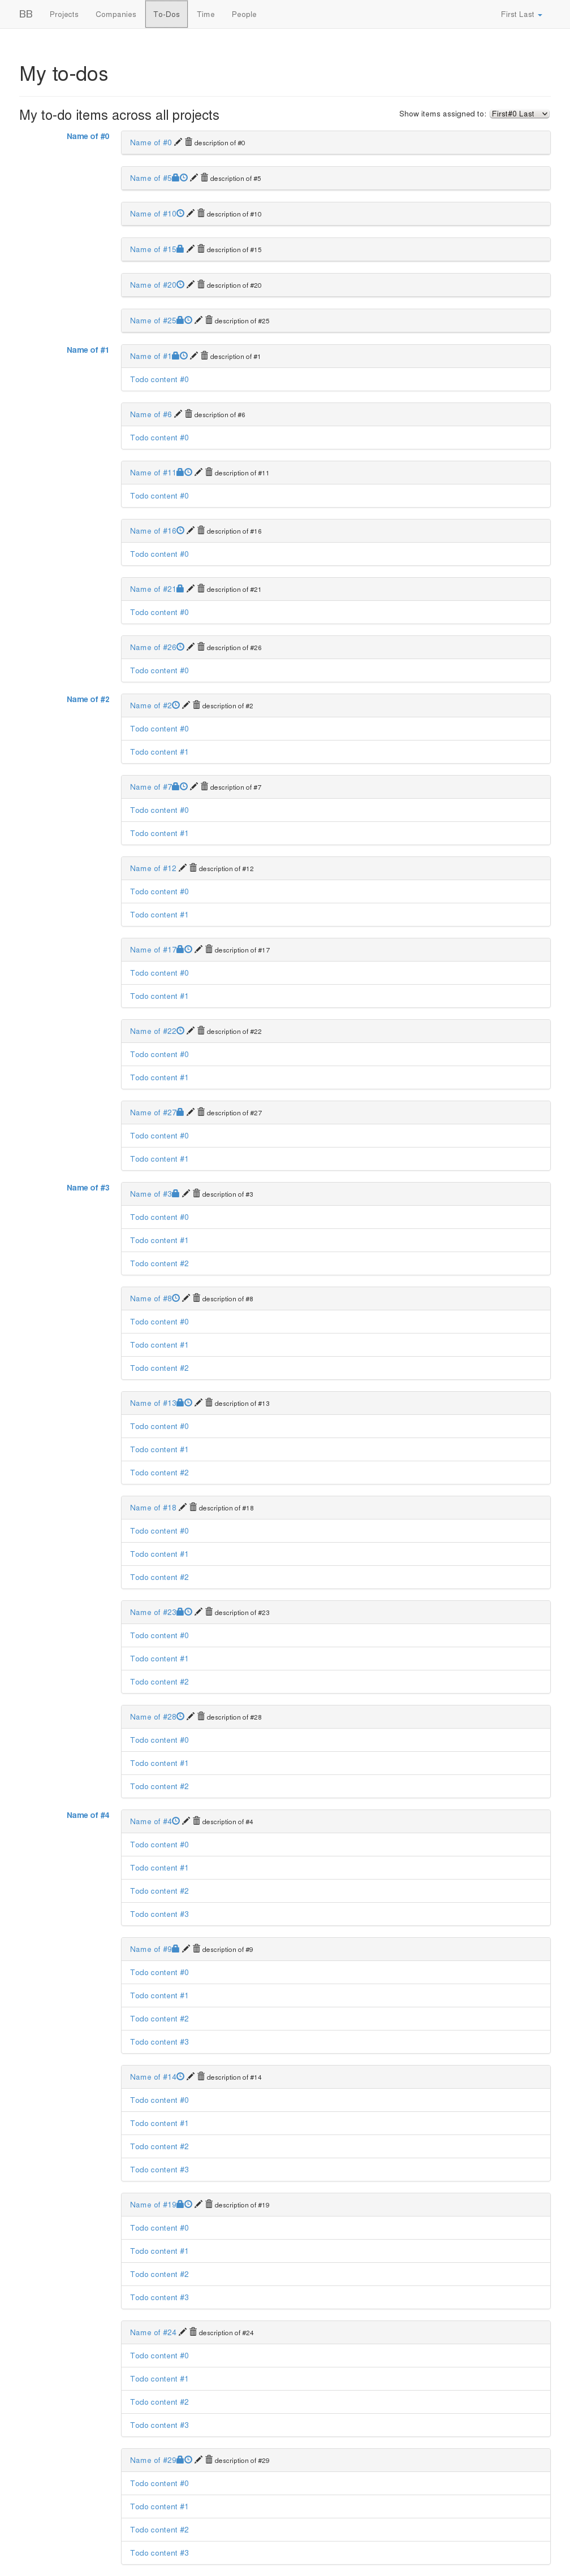 BB Projects Companies To-Dos Time People First Last
My to-dos
My to-do items across all projects Show items assigned to: First#0 Last
Name of #0 Name of #0 description of #0
Name of #5 description of #5
Name of #10 description of #10
Name of #15 description of #15
Name of #20 description of #20
Name of #25 description of #25
Name of #1 Name of #1 description of #1
Todo content #0
Name of #6 description of #6
Todo content #0
Name of #11 description of #11
Todo content #0
Name of #16 description of #16
Todo content #0
Name of #21 description of #21
Todo content #0
Name of #26 description of #26
Todo content #0
Name of #2 Name of #2 description of #2
Todo content #0
Todo content #1
Name of #7 description of #7
Todo content #0
Todo content #1
Name of #12 description of #12
Todo content #0
Todo content #1
Name of #17 description of #17
Todo content #0
Todo content #1
Name of #22 description of #22
Todo content #0
Todo content #1
Name of #27 description of #27
Todo content #0
Todo content #1
Name of #3 Name of #3 description of #3
Todo content #0
Todo content #1
Todo content #2
Name of #8 description of #8
Todo content #0
Todo content #1
Todo content #2
Name of #13 description of #13
Todo content #0
Todo content #1
Todo content #2
Name of #18 description of #18
Todo content #0
Todo content #1
Todo content #2
Name of #23 description of #23
Todo content #0
Todo content #1
Todo content #2
Name of #28 description of #28
Todo content #0
Todo content #1
Todo content #2
Name of #4 Name of #4 description of #4
Todo content #0
Todo content #1
Todo content #2
Todo content #3
Name of #9 description of #9
Todo content #0
Todo content #1
Todo content #2
Todo content #3
Name of #14 description of #14
Todo content #0
Todo content #1
Todo content #2
Todo content #3
Name of #19 description of #19
Todo content #0
Todo content #1
Todo content #2
Todo content #3
Name of #24 description of #24
Todo content #0
Todo content #1
Todo content #2
Todo content #3
Name of #29 description of #29
Todo content #0
Todo content #1
Todo content #2
Todo content #3